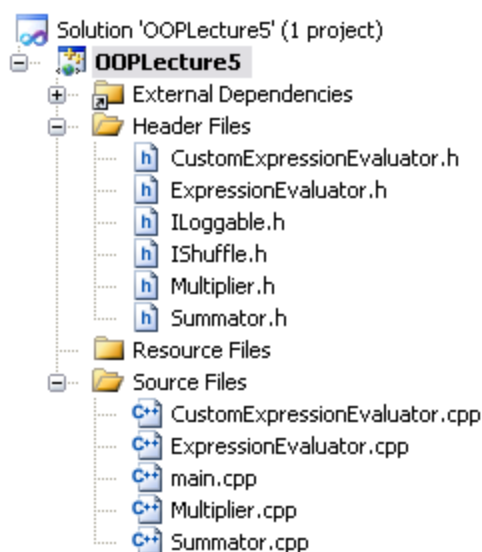 Solution 'OOPLecture5' (1 project)
OOPLecture5
External Dependencies
Header Files
h CustomExpressionEvaluator.h
h ExpressionEvaluator.h
h ILoggable.h
h IShuffle.h
h Multiplier.h
h Summator.h
Resource Files
Source Files
C++ CustomExpressionEvaluator.cpp
C++ ExpressionEvaluator.cpp
C++ main.cpp
C++ Multiplier.cpp
C++ Summator.cpp